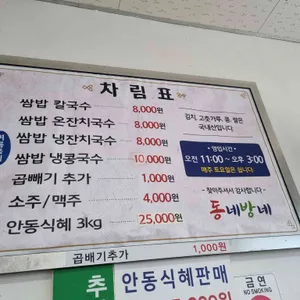 차림표
쌈밥 칼국수 8,000원
쌈밥 온잔치국수 8,000원
쌈밥 냉잔치국수 8,000원
쌈밥 냉콩국수 10,000원
곱빼기 추가 1,000원
소주/맥주 4,000원
안동식혜 3kg 25,000원
김치, 고춧가루, 콩, 쌀은
국내산입니다
영업시간
오전 11:00~오후 3:00
매주 토요일은 쉽니다
찾아주셔서 감사합니다
동네방네
곱빼기추가 1,000원
추
안동식혜판매
금연
NO SMOKING